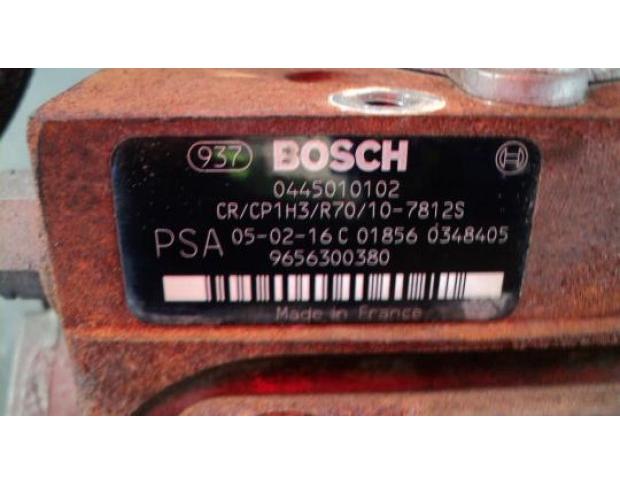 937 BOSCH
0445010102
CR/CP1H3/R70/10-7812S
PSA 05-02-16 C 01856 0348405
9656300380
Made in France